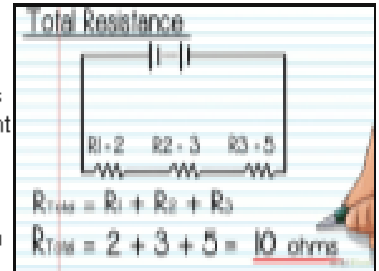 Total Resistance
R1 = 2 R2 = 3 R3 = 5
RTotal = R1 + R2 + R3
RTotal = 2 + 3 + 5 = 10 ohms